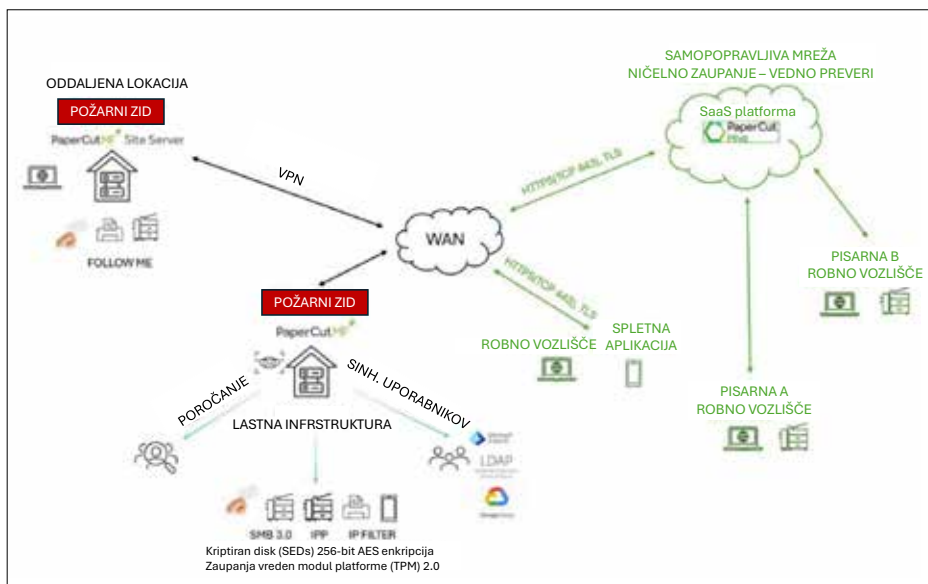 SAMOPOPRAVLJIVA MREŽA
NIČELNO ZAUPANJE – VEDNO PREVERI
SaaS platforma
PaperCut
ODDALJENA LOKACIJA
POŽARNI ZID
PaperCut MF Site Server
FOLLOW ME
VPN
WAN
HTTPS(TCP 443), TLS
HTTPS(TCP 443), TLS
PISARNA B
ROBNO VOZLIŠČE
POŽARNI ZID
PaperCut MF
ROBNO VOZLIŠČE
SPLETNA
APLIKACIJA
PISARNA A
ROBNO VOZLIŠČE
POROČANJE
SINH. UPORABNIKOV
LASTNA INFRSTRUKTURA
LDAP
SMB 3.0
IPP
IP FILTER
Kriptiran disk (SEDs) 256-bit AES enkripcija
Zaupanja vreden modul platforme (TPM) 2.0